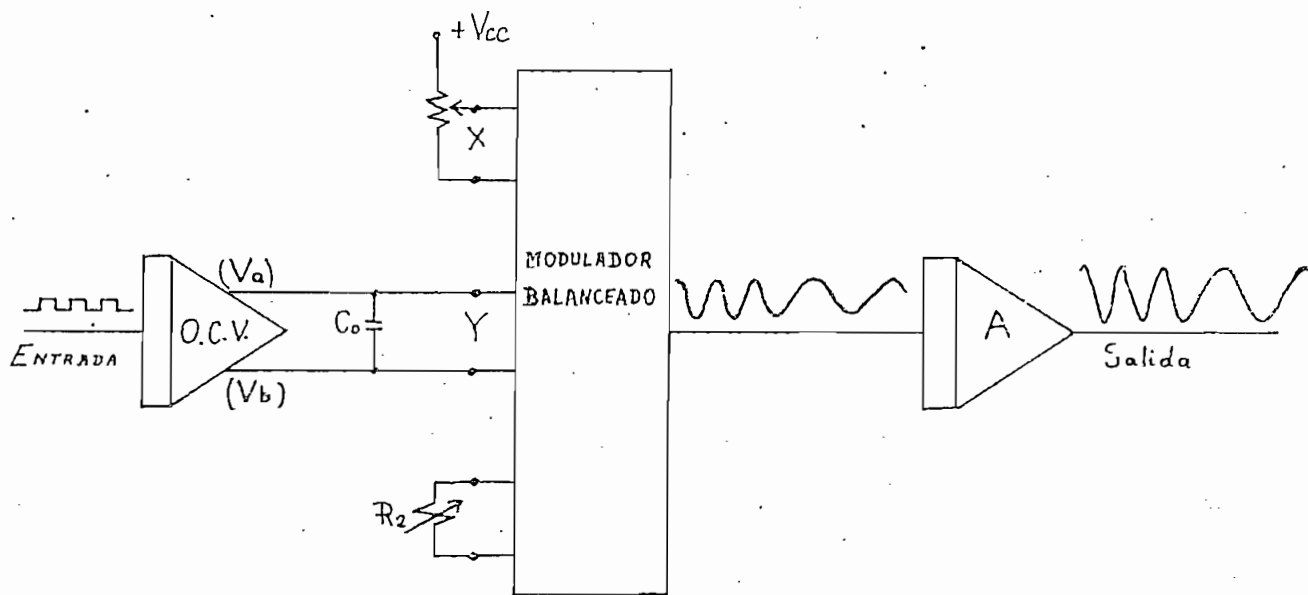 +Vcc
X
MODULADOR
BALANCEADO
(Va)
O.C.V.
Co
Y
(Vb)
ENTRADA
A
Salida
R2